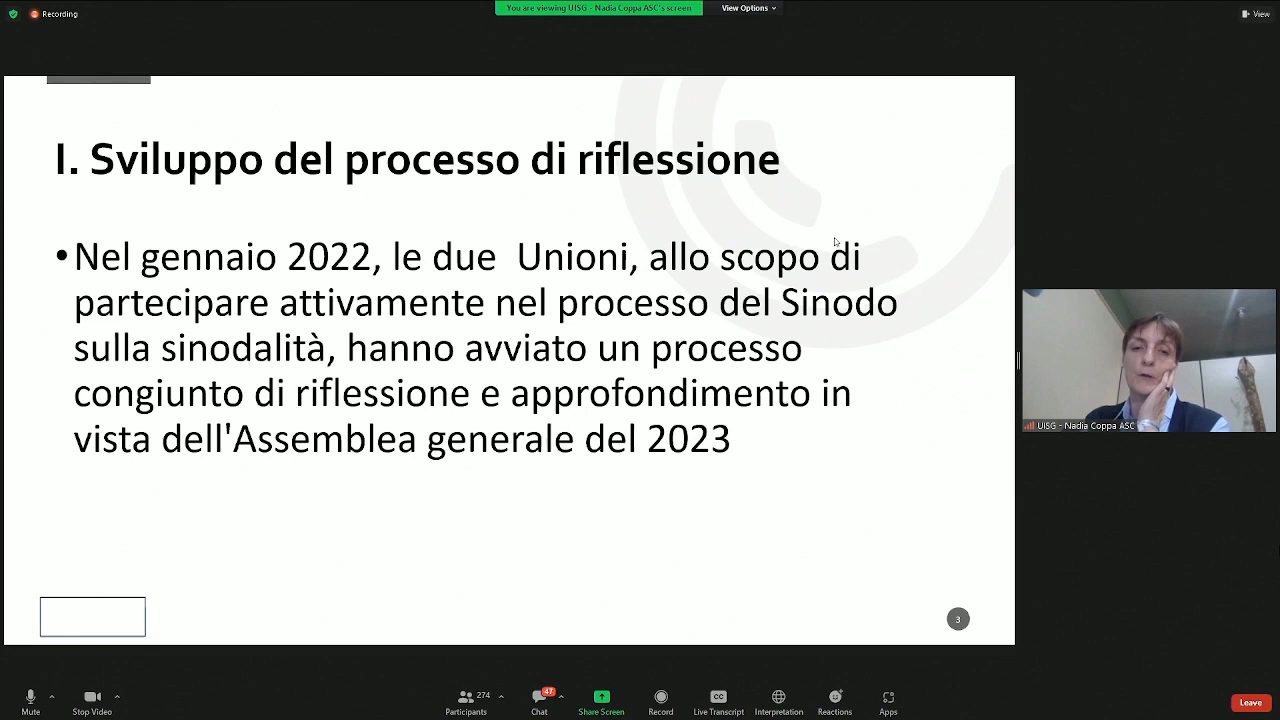 Recording
You are viewing UISG - Nadia Coppa ASC's screen
View Options
View
I. Sviluppo del processo di riflessione
• Nel gennaio 2022, le due Unioni, allo scopo di
partecipare attivamente nel processo del Sinodo
sulla sinodalità, hanno avviato un processo
congiunto di riflessione e approfondimento in
vista dell'Assemblea generale del 2023
3
UISG - Nadia Coppa ASC
Mute
Stop Video
274
Participants
47
Chat
Share Screen
Record
CC
Live Transcript
Interpretation
Reactions
Apps
Leave